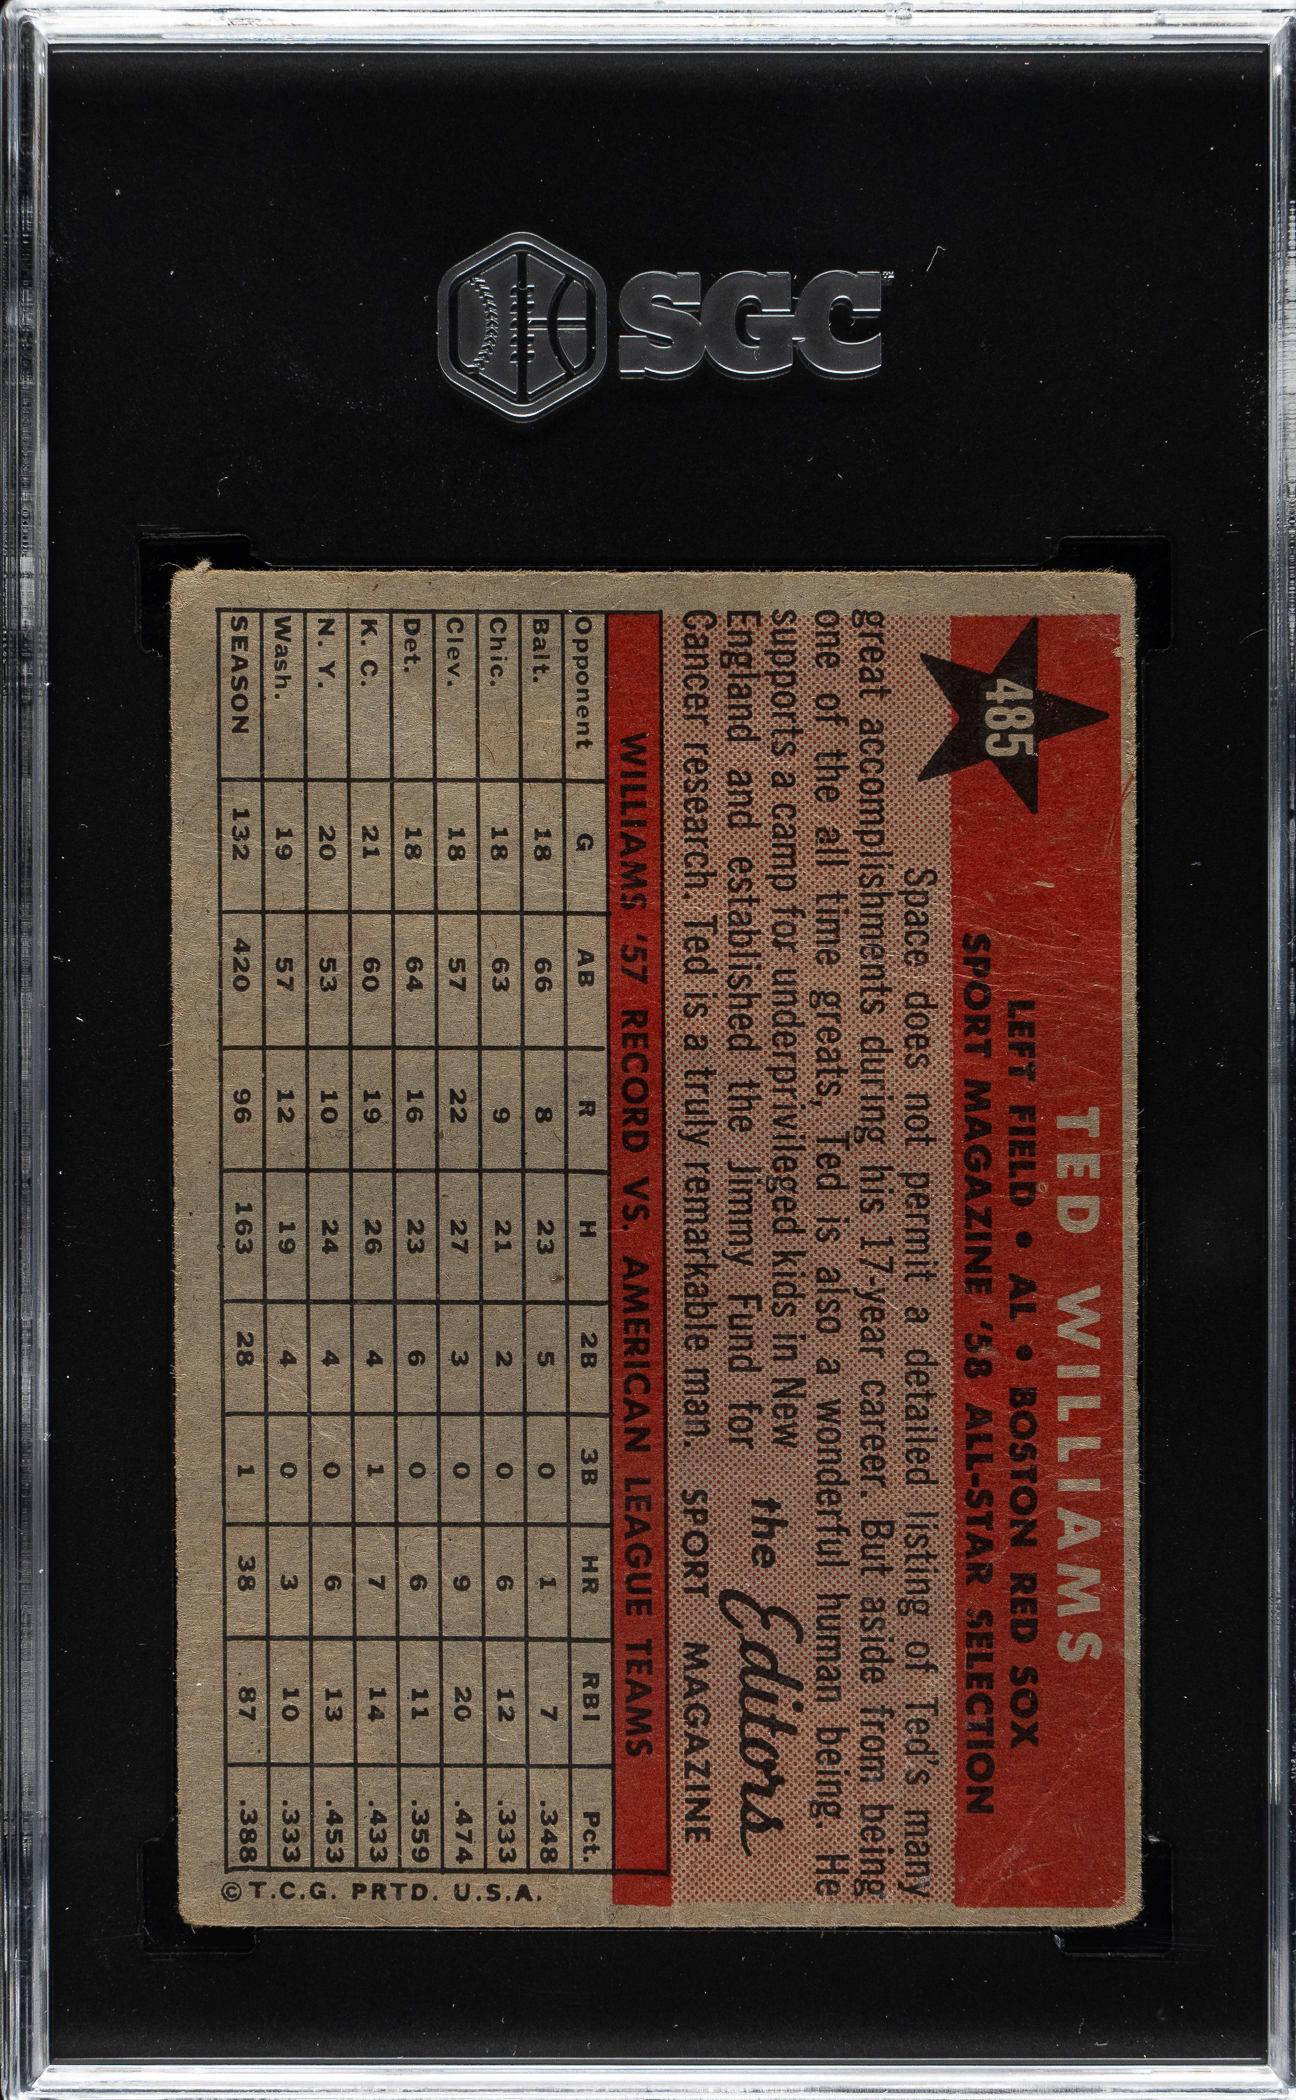 SGC
485
TED WILLIAMS
LEFT FIELD • AL • BOSTON RED SOX
SPORT MAGAZINE '58 ALL-STAR SELECTION
Space does not permit a detailed listing of Ted's many
great accomplishments during his 17-year career. But aside from being
one of the all time greats, Ted is also a wonderful human being. He
supports a camp for underprivileged kids in New
England and established the Jimmy Fund for
Cancer research. Ted is a truly remarkable man.
the Editors
SPORT MAGAZINE
WILLIAMS '57 RECORD VS. AMERICAN LEAGUE TEAMS
Opponent G AB R H 2B 3B HR RBI Pct.
Balt. 18 66 8 23 5 0 1 7 .348
Chic. 18 63 9 21 2 0 6 12 .333
Clev. 18 57 22 27 3 0 9 20 .474
Det. 18 64 16 23 6 0 6 11 .359
K. C. 21 60 19 26 4 1 7 14 .433
N. Y. 20 53 10 24 4 0 6 13 .453
Wash. 19 57 12 19 4 0 3 10 .333
SEASON 132 420 96 163 28 1 38 87 .388
© T.C.G. PRTD. U.S.A.